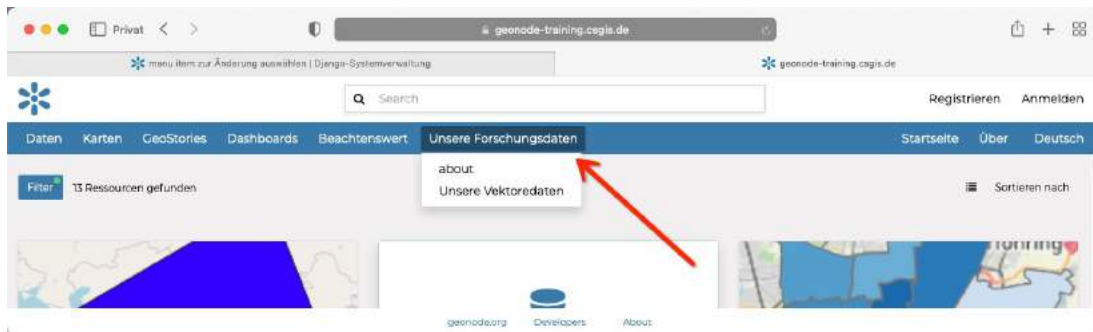 Privat geonode-training.csgis.de
menu item zur Änderung auswählen | Django-Systemverwaltung geonode-training.csgis.de
Search Registrieren Anmelden
Daten Karten GeoStories Dashboards Beachtenswert Unsere Forschungsdaten Startseite Über Deutsch
about
Unsere Vektoredaten
Filter 13 Ressourcen gefunden Sortieren nach
geonode.org Developers About